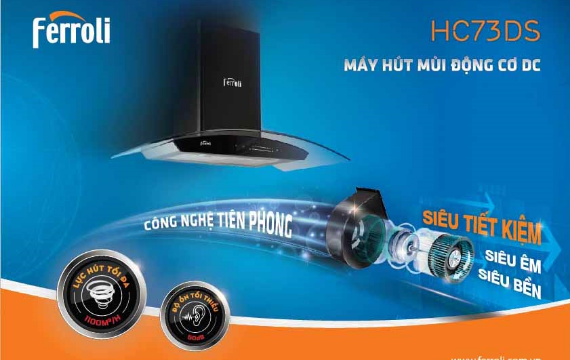 Ferroli
HC73DS
MÁY HÚT MÙI ĐỘNG CƠ DC
Ferroli
CÔNG NGHỆ TIÊN PHONG
SIÊU TIẾT KIỆM
SIÊU ÊM
SIÊU BỀN
LỰC HÚT TỐI ĐA
1100M³/H
ĐỘ ỒN TỐI THIỂU
www.ferroli.com.vn